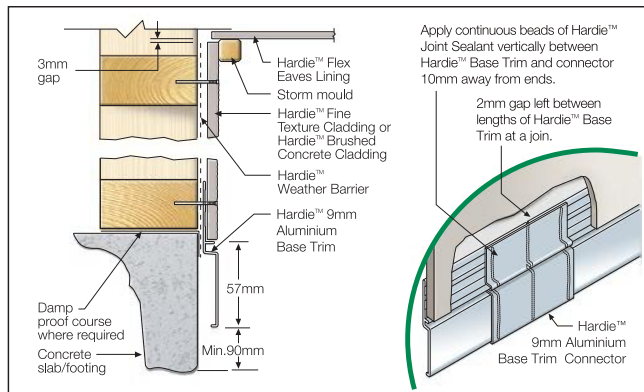 3mm
gap
Hardie™ Flex
Eaves Lining
Storm mould
Hardie™ Fine
Texture Cladding or
Hardie™ Brushed
Concrete Cladding
Hardie™
Weather Barrier
Hardie™ 9mm
Aluminium
Base Trim
57mm
Damp
proof course
where required
Concrete
slab/footing
Min.90mm
Apply continuous beads of Hardie™
Joint Sealant vertically between
Hardie™ Base Trim and connector
10mm away from ends.
2mm gap left between
lengths of Hardie™ Base
Trim at a join.
Hardie™
9mm Aluminium
Base Trim Connector